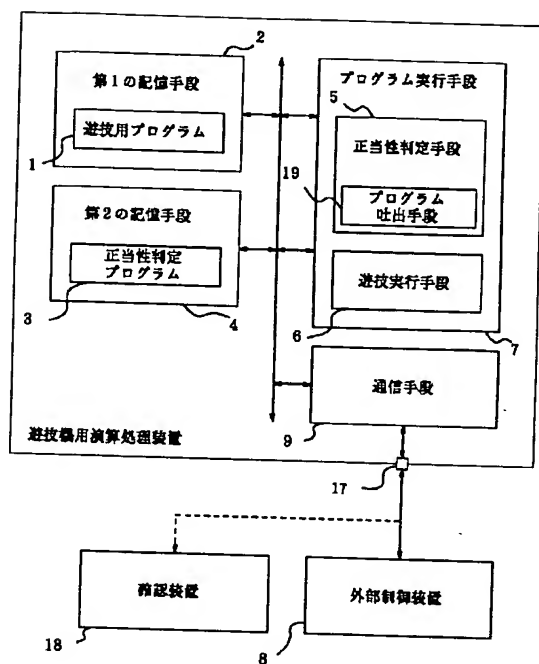 2
第1の記憶手段
遊技用プログラム
1
第2の記憶手段
正当性判定
プログラム
3
4
プログラム実行手段
5
正当性判定手段
19
プログラム
吐出手段
遊技実行手段
6
7
通信手段
9
遊技機用演算処理装置
17
確認装置
18
外部制御装置
8